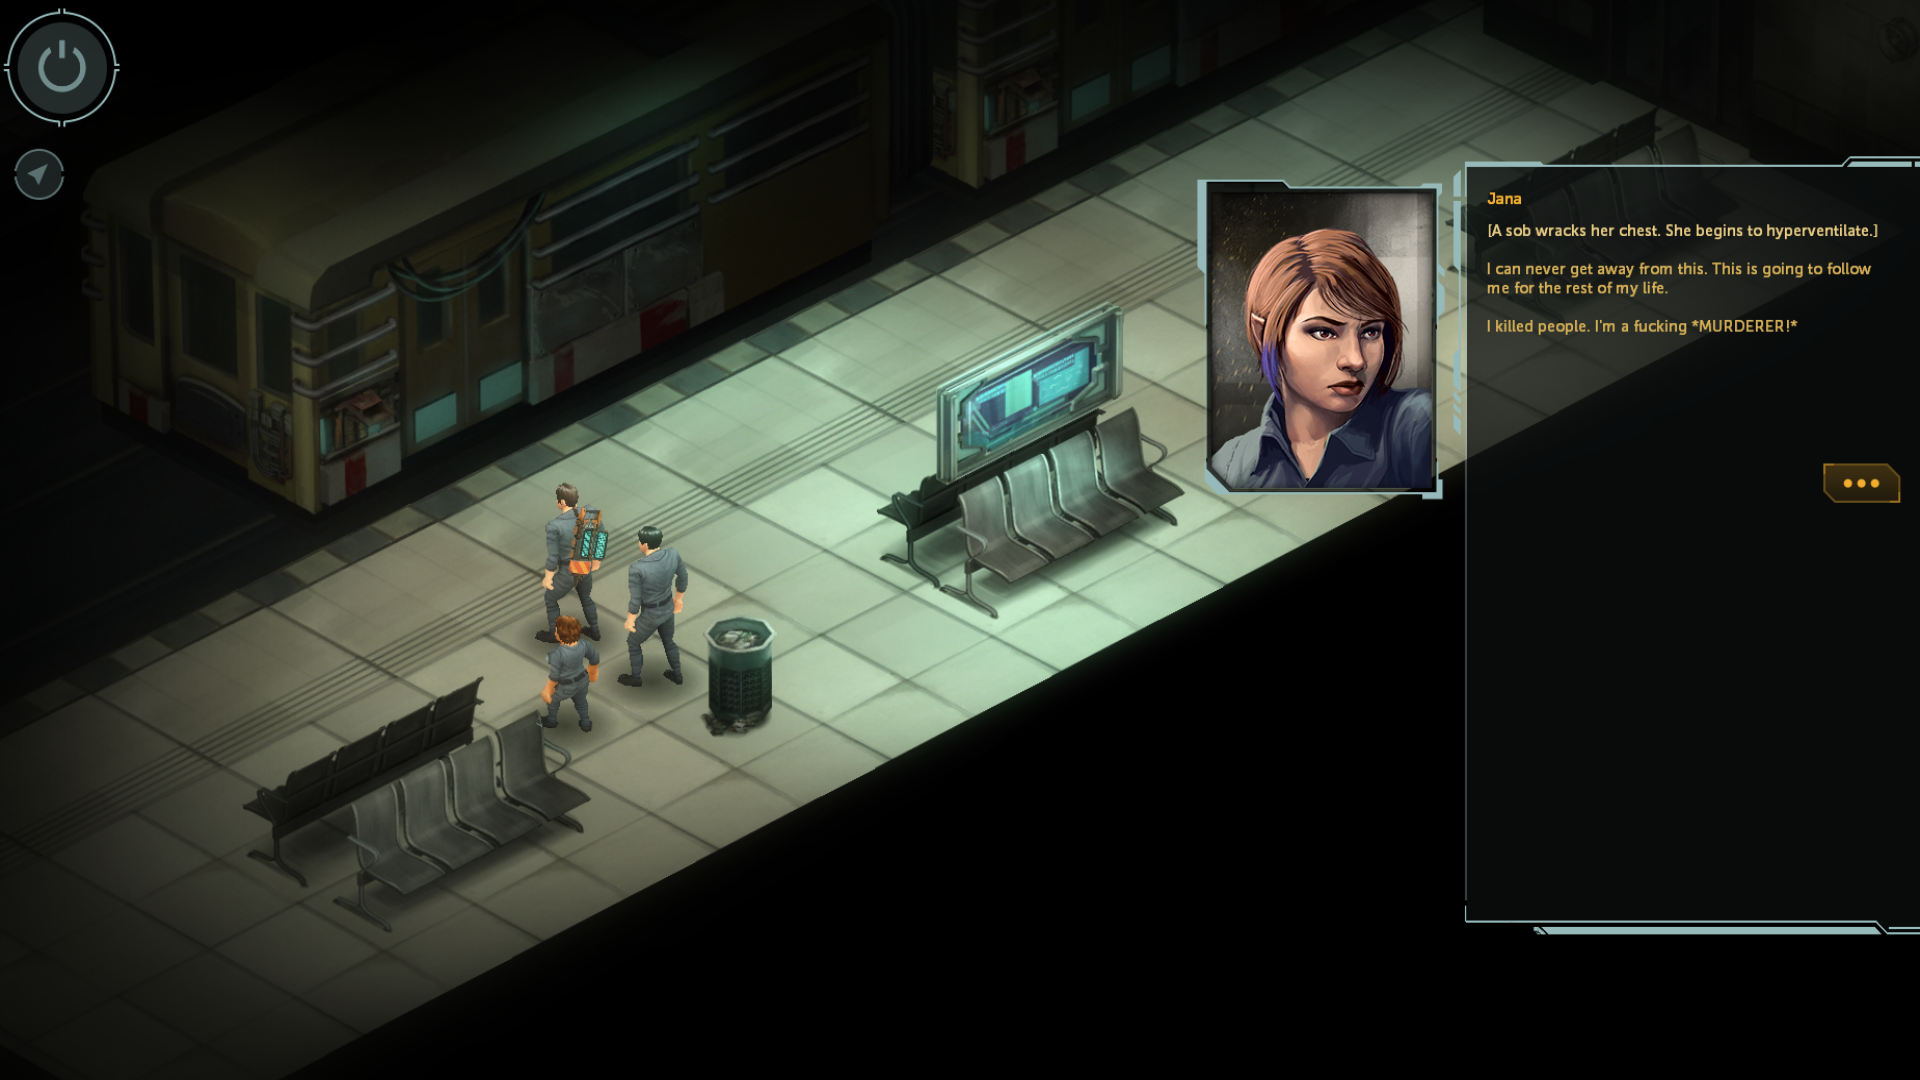 Jana
[A sob wracks her chest. She begins to hyperventilate.]
I can never get away from this. This is going to follow
me for the rest of my life.
I killed people. I'm a fucking *MURDERER!*